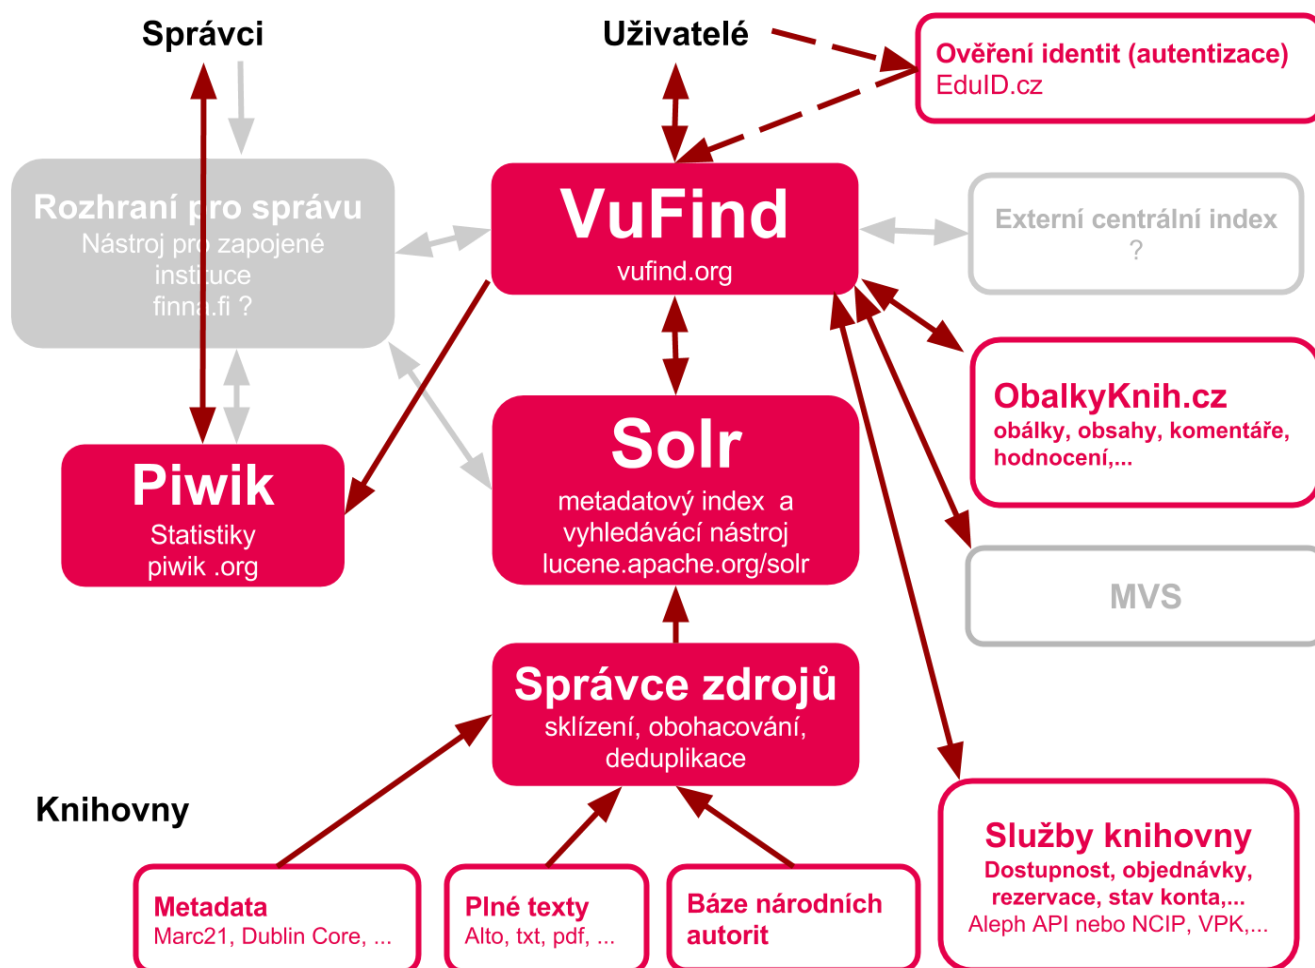 Správci
Uživatelé
Ověření identit (autentizace)
EduID.cz
Rozhraní pro správu
Nástroj pro zapojené
instituce
finna.fi ?
VuFind
vufind.org
Externí centrální index
?
ObalkyKnih.cz
obálky, obsahy, komentáře,
hodnocení,...
Piwik
Statistiky
piwik .org
Solr
metadatový index a
vyhledávácí nástroj
lucene.apache.org/solr
MVS
Správce zdrojů
sklízení, obohacování,
deduplikace
Knihovny
Metadata
Marc21, Dublin Core, ...
Plné texty
Alto, txt, pdf, ...
Báze národních
autorit
Služby knihovny
Dostupnost, objednávky,
rezervace, stav konta,...
Aleph API nebo NCIP, VPK,...